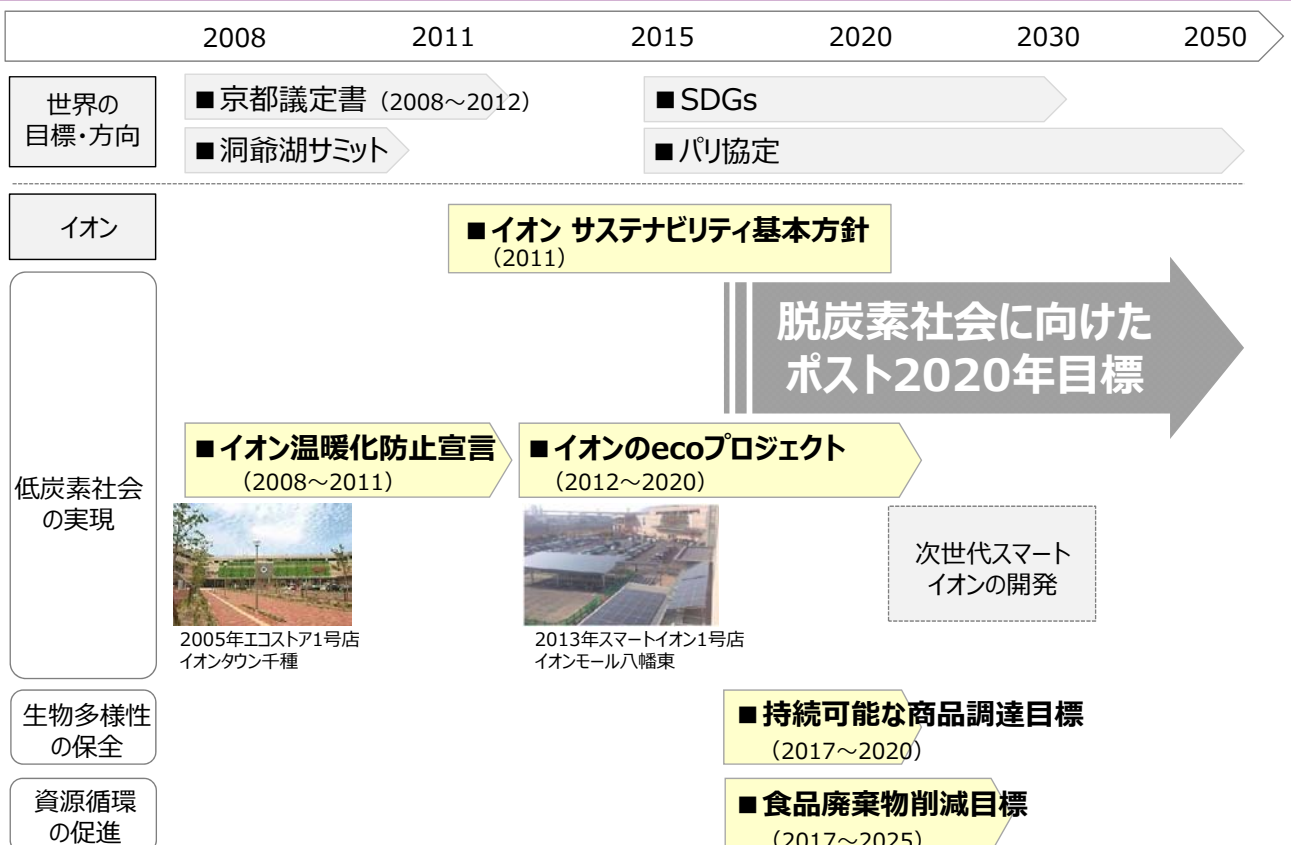 2008 2011 2015 2020 2030 2050
世界の
目標・方向
■京都議定書（2008～2012）
■SDGs
■洞爺湖サミット
■パリ協定
イオン
■イオン サステナビリティ基本方針
（2011）
脱炭素社会に向けた
ポスト2020年目標
低炭素社会
の実現
■イオン温暖化防止宣言
（2008～2011）
■イオンのecoプロジェクト
（2012～2020）
次世代スマート
イオンの開発
2005年エコストア1号店
イオンタウン千種
2013年スマートイオン1号店
イオンモール八幡東
生物多様性
の保全
■持続可能な商品調達目標
（2017～2020）
資源循環
の促進
■食品廃棄物削減目標
（2017～2025）